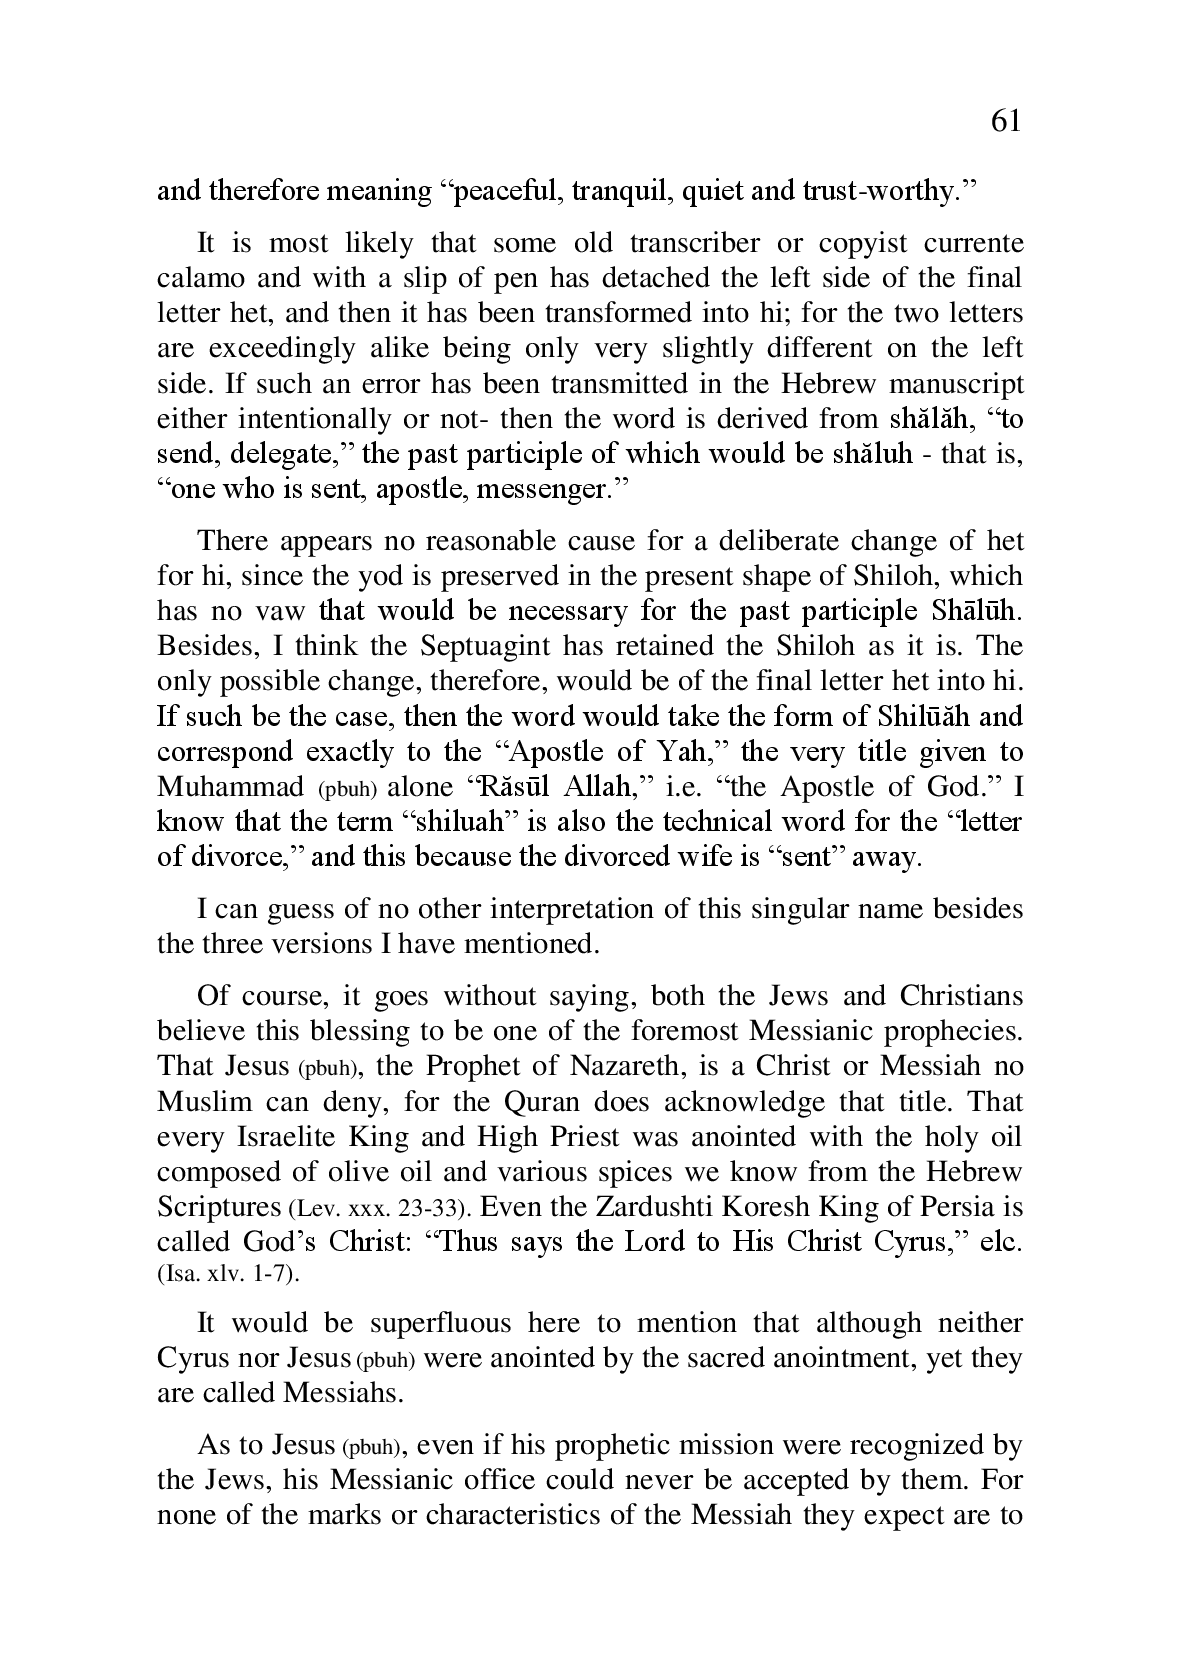 61
and therefore meaning “peaceful, tranquil, quiet and trust-worthy.”
It is most likely that some old transcriber or copyist currente
calamo and with a slip of pen has detached the left side of the final
letter het, and then it has been transformed into hi; for the two letters
are exceedingly alike being only very slightly different on the left
side. If such an error has been transmitted in the Hebrew manuscript
either intentionally or not- then the word is derived from shălăh, “to
send, delegate,” the past participle of which would be shăluh - that is,
“one who is sent, apostle, messenger.”
There appears no reasonable cause for a deliberate change of het
for hi, since the yod is preserved in the present shape of Shiloh, which
has no vaw that would be necessary for the past participle Shālūh.
Besides, I think the Septuagint has retained the Shiloh as it is. The
only possible change, therefore, would be of the final letter het into hi.
If such be the case, then the word would take the form of Shilūăh and
correspond exactly to the “Apostle of Yah,” the very title given to
Muhammad (pbuh) alone “Răsūl Allah,” i.e. “the Apostle of God.” I
know that the term “shiluah” is also the technical word for the “letter
of divorce,” and this because the divorced wife is “sent” away.
I can guess of no other interpretation of this singular name besides
the three versions I have mentioned.
Of course, it goes without saying, both the Jews and Christians
believe this blessing to be one of the foremost Messianic prophecies.
That Jesus (pbuh), the Prophet of Nazareth, is a Christ or Messiah no
Muslim can deny, for the Quran does acknowledge that title. That
every Israelite King and High Priest was anointed with the holy oil
composed of olive oil and various spices we know from the Hebrew
Scriptures (Lev. xxx. 23-33). Even the Zardushti Koresh King of Persia is
called God’s Christ: “Thus says the Lord to His Christ Cyrus,” elc.
(Isa. xlv. 1-7).
It would be superfluous here to mention that although neither
Cyrus nor Jesus (pbuh) were anointed by the sacred anointment, yet they
are called Messiahs.
As to Jesus (pbuh), even if his prophetic mission were recognized by
the Jews, his Messianic office could never be accepted by them. For
none of the marks or characteristics of the Messiah they expect are to